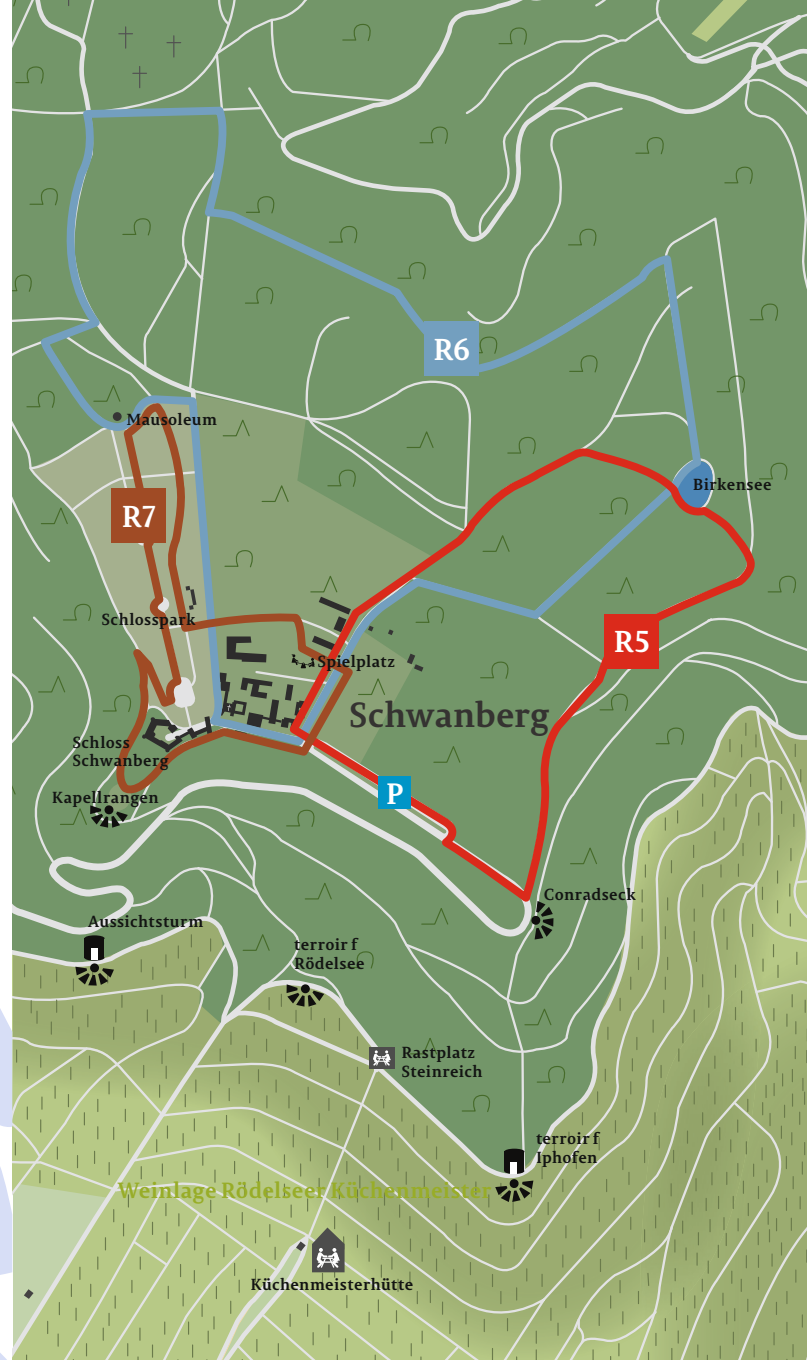 R6
Mausoleum
Birkensee
R7
Schlosspark
R5
Spielplatz
Schwanberg
Schloss
Schwanberg
P
Kapellrangen
Conradseck
Aussichtsturm
terroir f
Rödelsee
Rastplatz
Steinreich
terroir f
Iphofen
Weinlage Rödelseer Küchenmeister
Küchenmeisterhütte